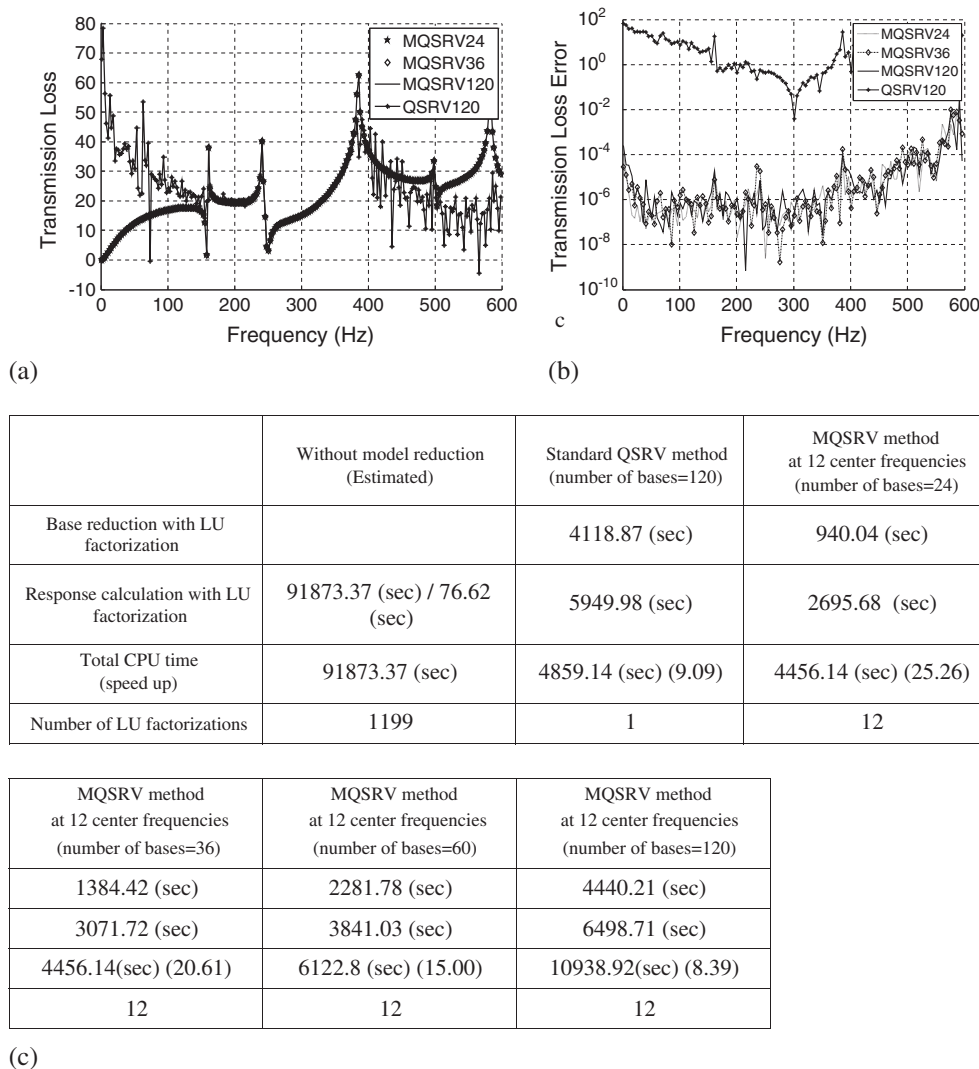 80
70
60
50
40
30
20
10
0
-10
0
100
200
300
400
500
600
Transmission Loss
Frequency (Hz)
MQSRV24
MQSRV36
MQSRV120
QSRV120
(a)
10^2
10^0
10^-2
10^-4
10^-6
10^-8
10^-10
0
100
200
300
400
500
600
Transmission Loss Error
Frequency (Hz)
MQSRV24
MQSRV36
MQSRV120
QSRV120
c
(b)
Without model reduction
(Estimated)
Standard QSRV method
(number of bases=120)
MQSRV method
at 12 center frequencies
(number of bases=24)
Base reduction with LU
factorization
4118.87 (sec)
940.04 (sec)
Response calculation with LU
factorization
91873.37 (sec) / 76.62
(sec)
5949.98 (sec)
2695.68 (sec)
Total CPU time
(speed up)
91873.37 (sec)
4859.14 (sec) (9.09)
4456.14 (sec) (25.26)
Number of LU factorizations
1199
1
12
MQSRV method
at 12 center frequencies
(number of bases=36)
MQSRV method
at 12 center frequencies
(number of bases=60)
MQSRV method
at 12 center frequencies
(number of bases=120)
1384.42 (sec)
2281.78 (sec)
4440.21 (sec)
3071.72 (sec)
3841.03 (sec)
6498.71 (sec)
4456.14(sec) (20.61)
6122.8 (sec) (15.00)
10938.92(sec) (8.39)
12
12
12
(c)